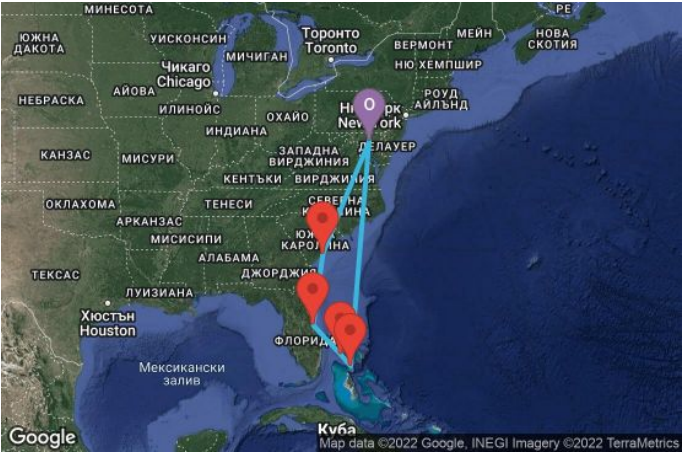 МИНЕСОТА
РЕ
ЮЖНА
ДАКОТА
УИСКОНСИН
Торонто
Toronto
МЕЙН
НОВА
СКОТИЯ
МИЧИГАН
ВЕРМОНТ
Чикаго
Chicago
НЮ ХЕМПШИР
НЕБРАСКА
АЙОВА
РОУД
АЙЛЪНД
ИЛИНОЙС
ОХАЙО
New York
ИНДИАНА
КАНЗАС
МИСУРИ
ЗАПАДНА
ВИРДЖИНИЯ
ДЕЛАУЕР
КЕНТЪКИ
ВИРДЖИНИЯ
ОКЛАХОМА
ТЕНЕСИ
СЕВЕРНА
КАРОЛИНА
АРКАНЗАС
МИСИСИПИ
ЮЖНА
КАРОЛИНА
АЛАБАМА
ТЕКСАС
ДЖОРДЖИЯ
ЛУИЗИАНА
Хюстън
Houston
ФЛОРИДА
Мексикански
залив
Куба
Google
Map data ©2022 Google, INEGI Imagery ©2022 TerraMetrics